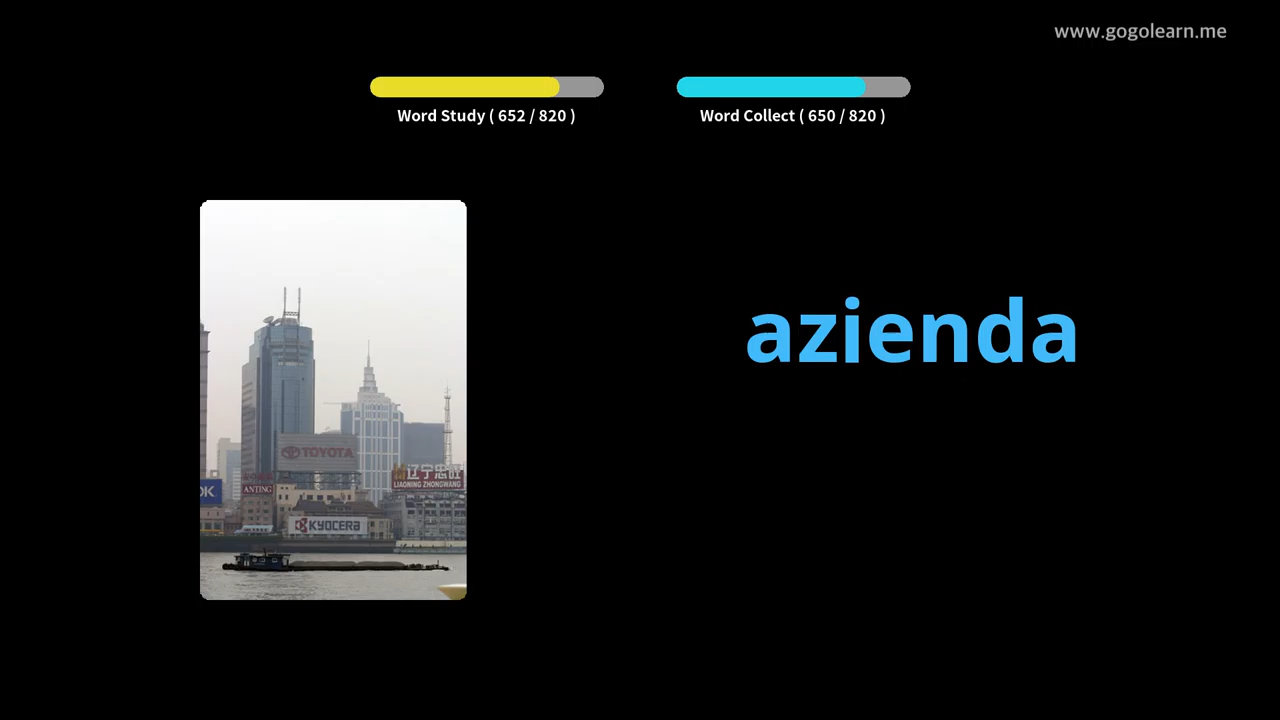 www.gogolearn.me
Word Study ( 652 / 820 )
Word Collect ( 650 / 820 )
azienda
TOYOTA
辽宁忠旺
LIAONING ZHONGWANG
OK
ANTING
KYOCERA